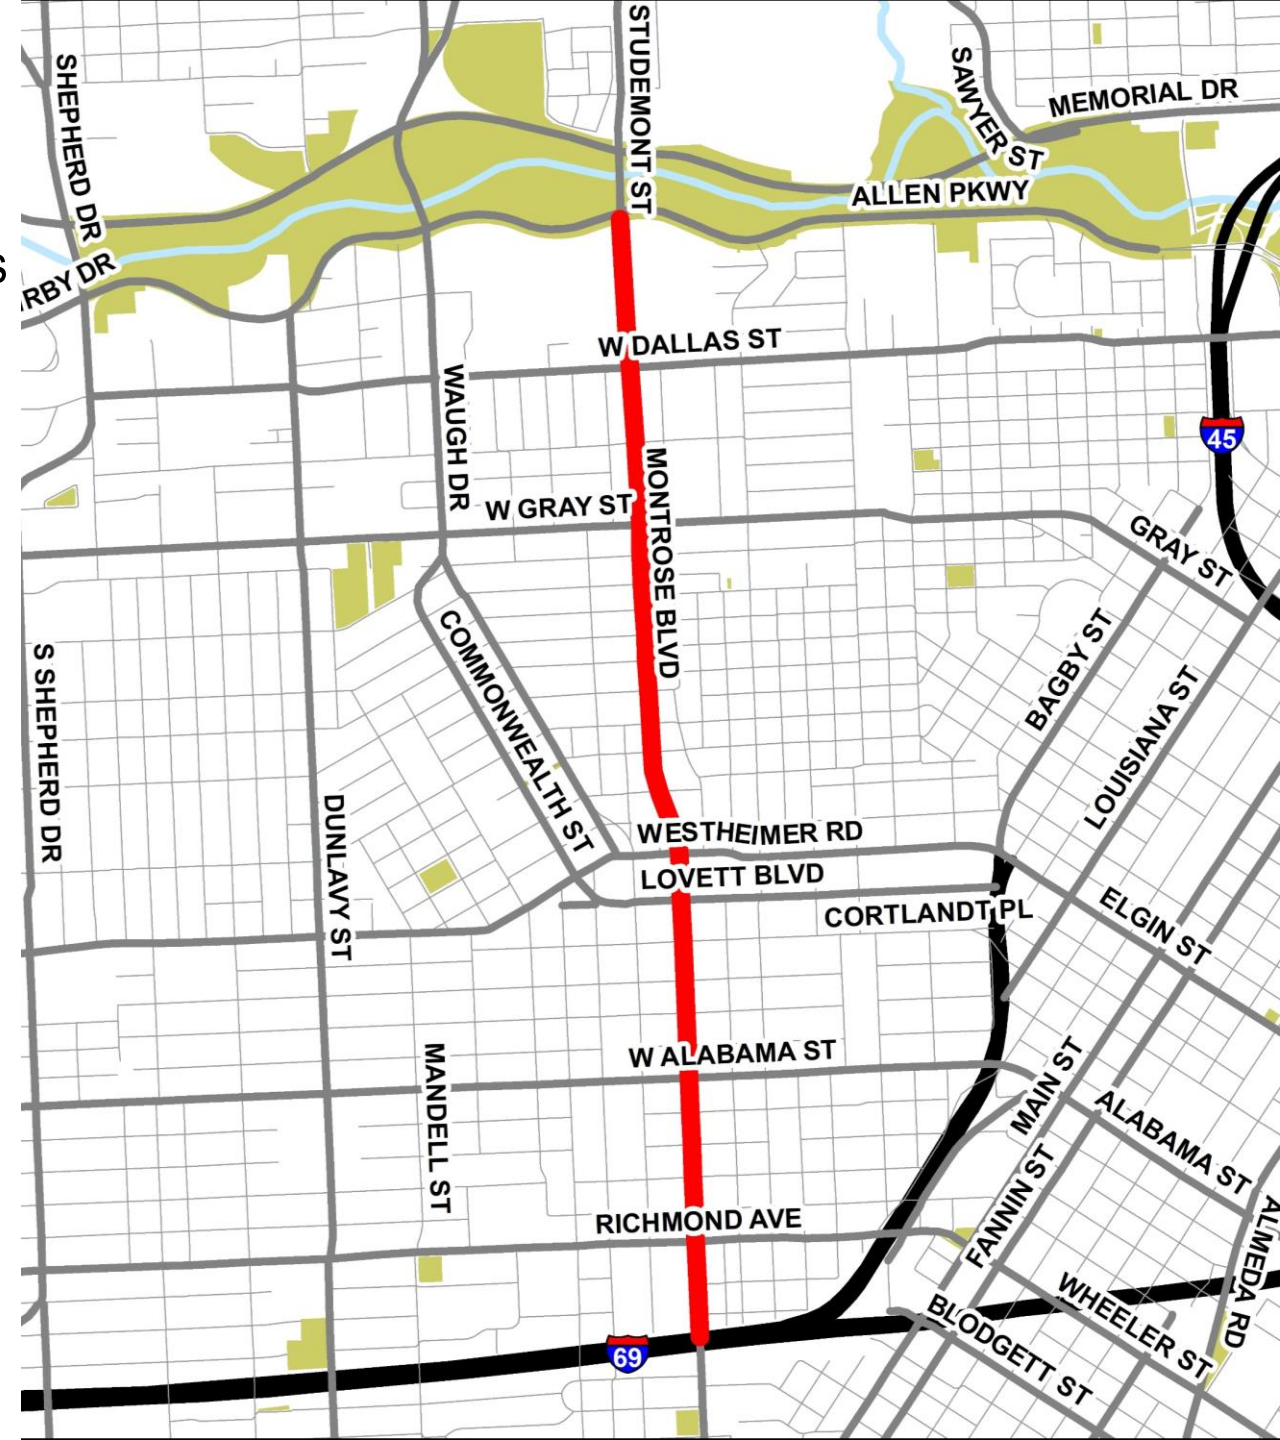 STUDEMONT ST
SHEPHERD DR
SAWYER ST
MEMORIAL DR
ALLEN PKWY
S
RBY DR
W DALLAS ST
WAUGH DR
45
MONTROSE BLVD
W GRAY ST
GRAY ST
COMMONWEALTH ST
BAGBY ST
S SHEPHERD DR
LOUISIANA ST
DUNLAVY ST
WESTHEIMER RD
LOVETT BLVD
CORTLANDT PL
ELGIN ST
W ALABAMA ST
MANDELL ST
MAIN ST
ALABAMA ST
FANNIN ST
ALMEDA RD
RICHMOND AVE
WHEELER ST
BLODGETT ST
69